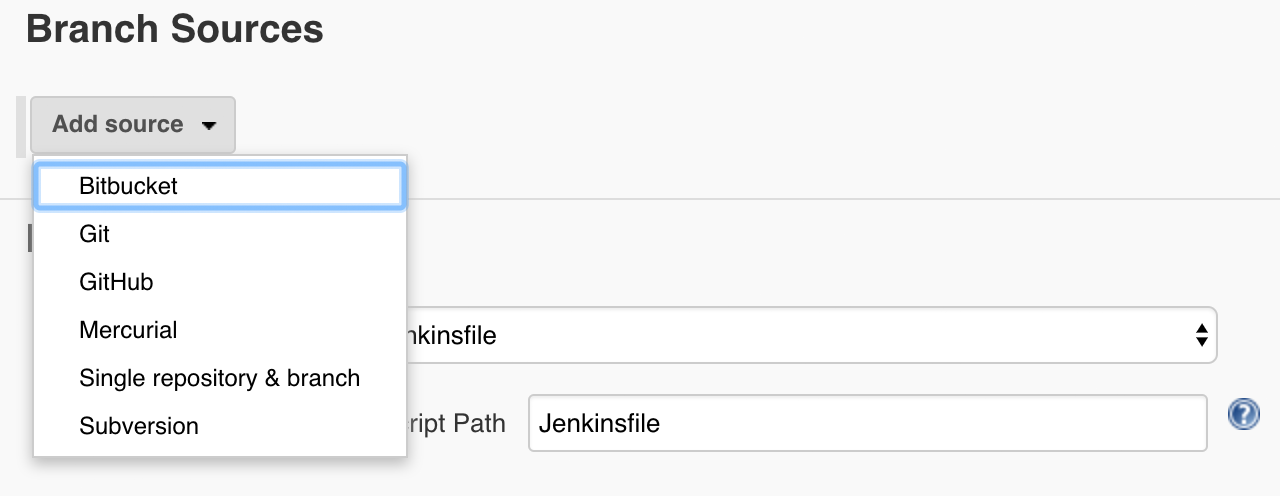 Branch Sources
Add source
Bitbucket
Git
GitHub
Mercurial
Single repository & branch
Subversion
nkinsfile
ript Path
Jenkinsfile
?